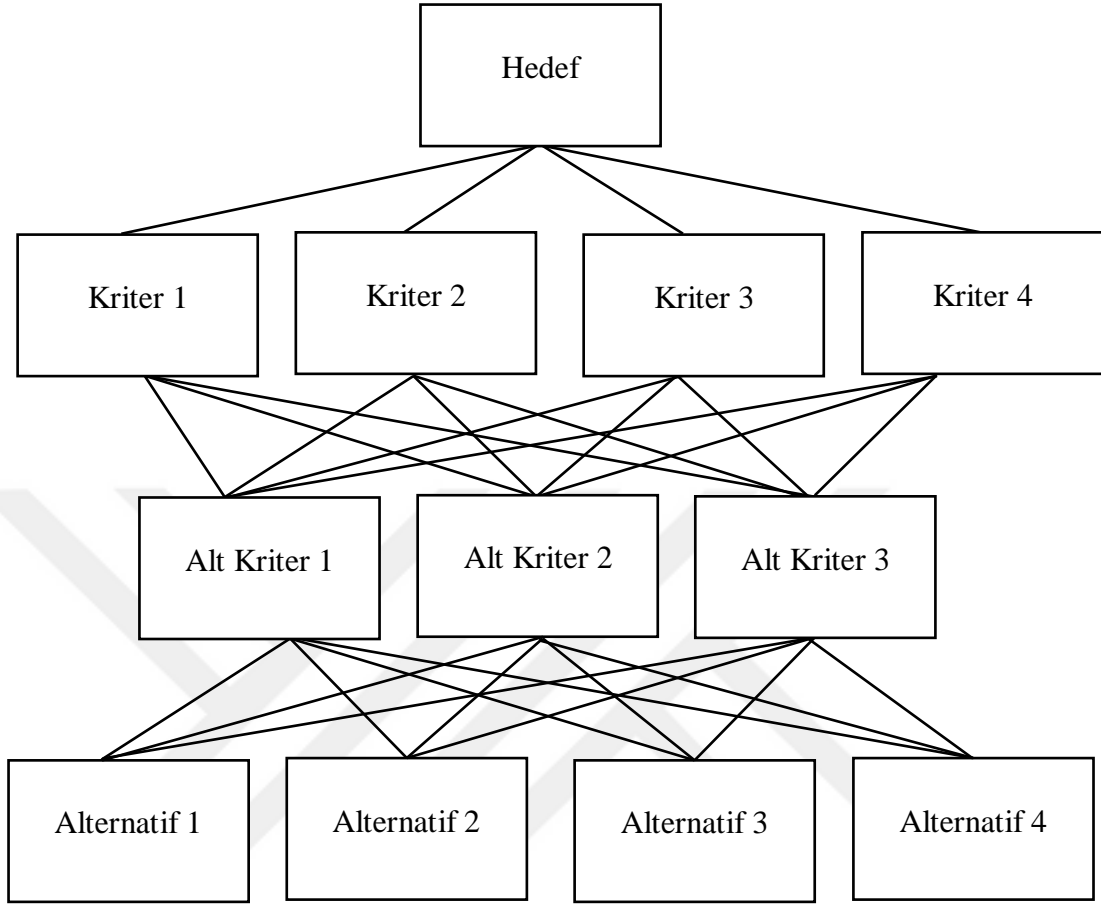 Hedef
Kriter 1
Kriter 2
Kriter 3
Kriter 4
Alt Kriter 1
Alt Kriter 2
Alt Kriter 3
Alternatif 1
Alternatif 2
Alternatif 3
Alternatif 4